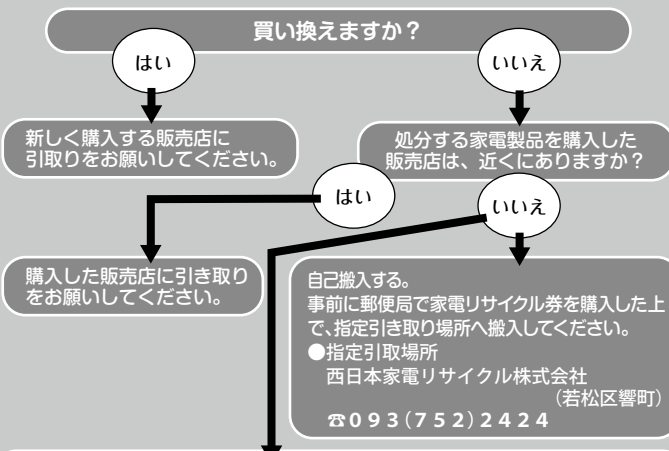 買い換えますか？
はい
いいえ
新しく購入する販売店に
引取りをお願いしてください。
処分する家電製品を購入した
販売店は、近くにありますか？
はい
いいえ
購入した販売店に引き取り
をお願いしてください。
自己搬入する。
事前に郵便局で家電リサイクル券を購入した上
で、指定引き取り場所へ搬入してください。
●指定引取場所
西日本家電リサイクル株式会社
（若松区響町）
☎０９３（７５２）２４２４